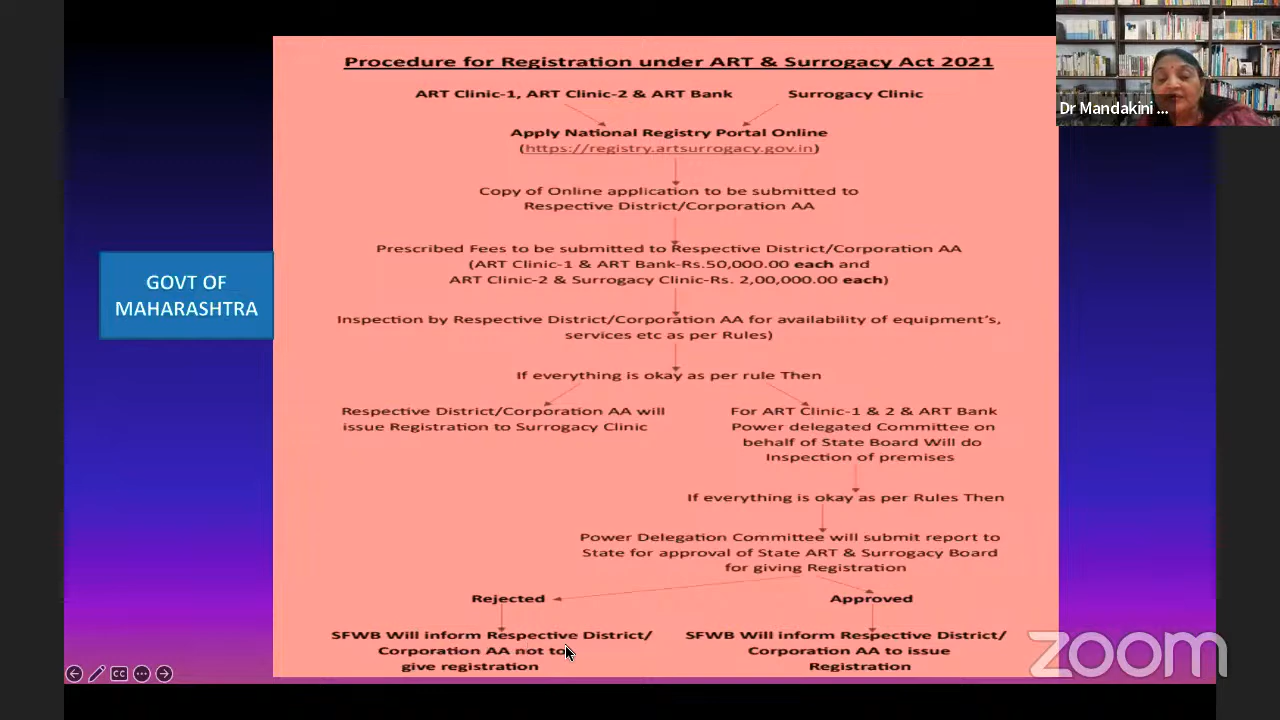 Procedure for Registration under ART & Surrogacy Act 2021
ART Clinic-1, ART Clinic-2 & ART Bank
Surrogacy Clinic
Apply National Registry Portal Online
(https://registry.artsurrogacy.gov.in)
Copy of Online application to be submitted to
Respective District/Corporation AA
Prescribed Fees to be submitted to Respective District/Corporation AA
(ART Clinic-1 & ART Bank-Rs.50,000.00 each and
ART Clinic-2 & Surrogacy Clinic-Rs. 2,00,000.00 each)
Inspection by Respective District/Corporation AA for availability of equipment's,
services etc as per Rules)
If everything is okay as per rule Then
Respective District/Corporation AA will
issue Registration to Surrogacy Clinic
For ART Clinic-1 & 2 & ART Bank
Power delegated Committee on
behalf of State Board Will do
Inspection of premises
If everything is okay as per Rules Then
Power Delegation Committee will submit report to
State for approval of State ART & Surrogacy Board
for giving Registration
Rejected
Approved
SFWB Will inform Respective District/
Corporation AA not to
give registration
SFWB Will inform Respective District/
Corporation AA to issue
Registration
GOVT OF
MAHARASHTRA
Dr Mandakini ...
CC
zoom